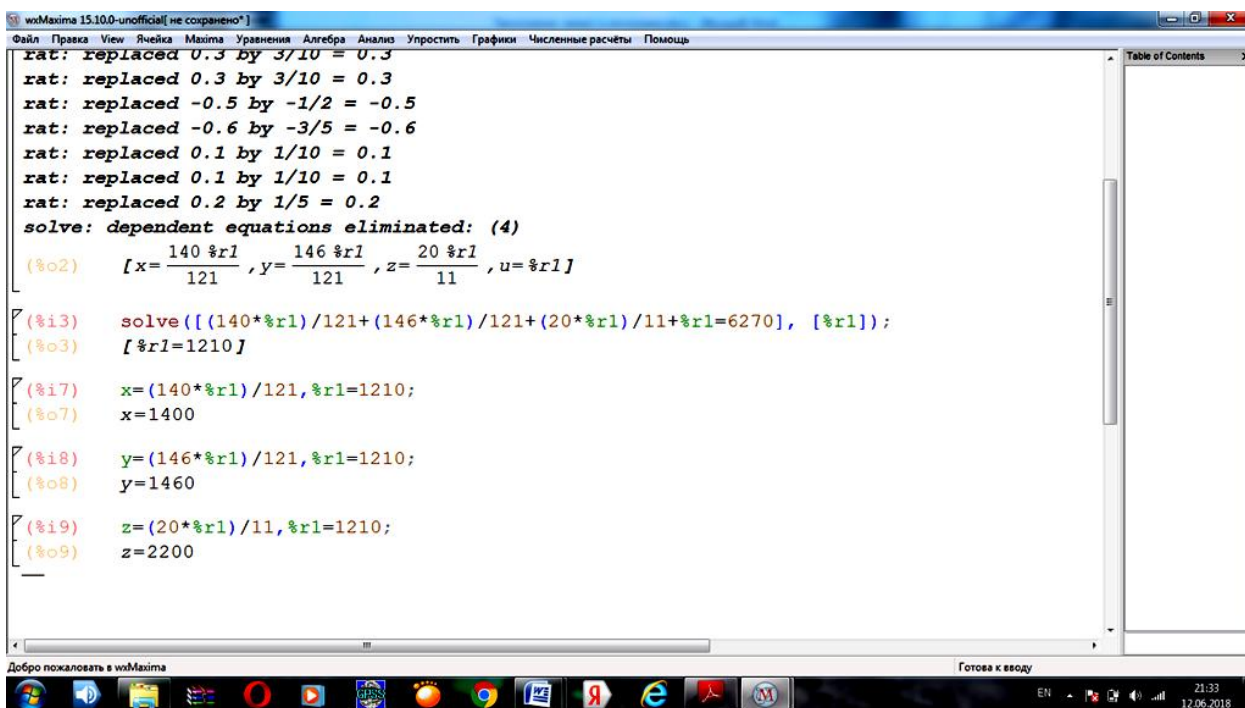 wxMaxima 15.10.0-unofficial[ не сохранено* ]
Файл Правка View Ячейка Maxima Уравнения Алгебра Анализ Упростить Графики Численные расчёты Помощь
rat: replaced 0.3 by 3/10 = 0.3
rat: replaced 0.3 by 3/10 = 0.3
rat: replaced -0.5 by -1/2 = -0.5
rat: replaced -0.6 by -3/5 = -0.6
rat: replaced 0.1 by 1/10 = 0.1
rat: replaced 0.1 by 1/10 = 0.1
rat: replaced 0.2 by 1/5 = 0.2
solve: dependent equations eliminated: (4)
(%o2) [x=140 %r1/121,y=146 %r1/121,z=20 %r1/11,u=%r1]
(%i3) solve([(140*%r1)/121+(146*%r1)/121+(20*%r1)/11+%r1=6270], [%r1]);
(%o3) [%r1=1210]
(%i7) x=(140*%r1)/121,%r1=1210;
(%o7) x=1400
(%i8) y=(146*%r1)/121,%r1=1210;
(%o8) y=1460
(%i9) z=(20*%r1)/11,%r1=1210;
(%o9) z=2200
Table of Contents
Добро пожаловать в wxMaxima
Готова к вводу
GPSS
EN
21:33
12.06.2018